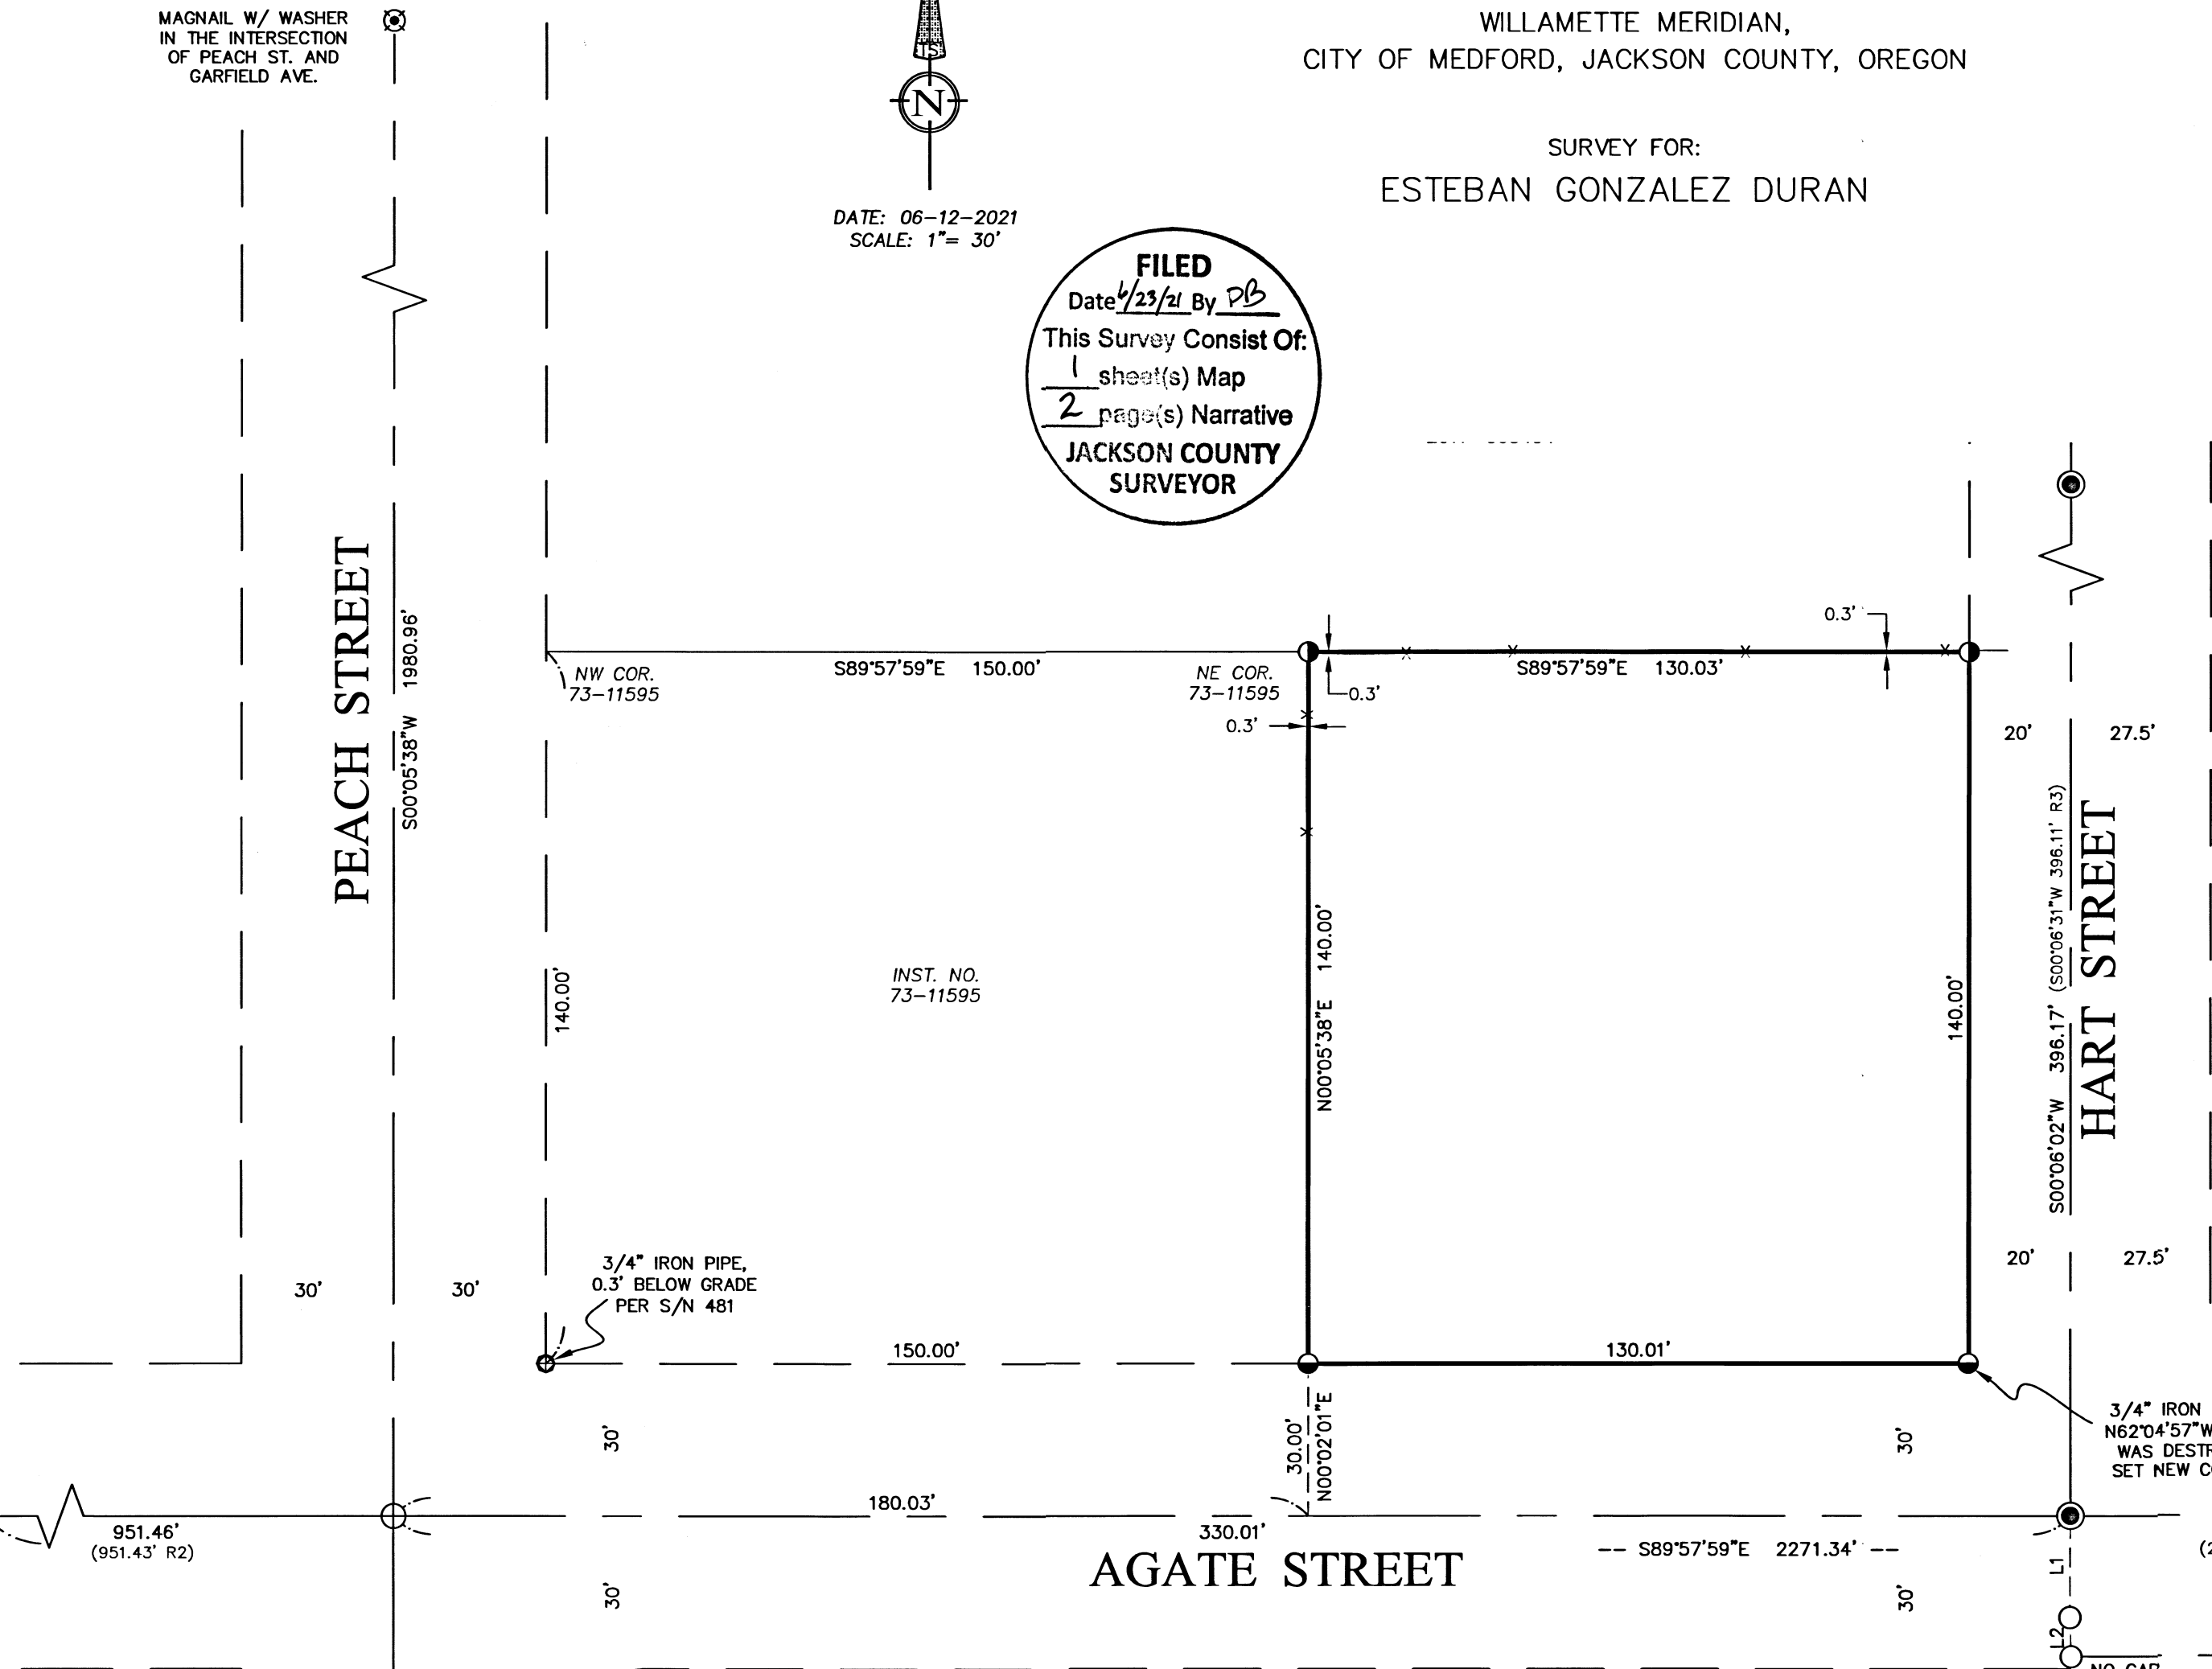 MAGNAIL W/ WASHER
IN THE INTERSECTION
OF PEACH ST. AND
GARFIELD AVE.
TS
N
DATE: 06-12-2021
SCALE: 1"= 30'
WILLAMETTE MERIDIAN,
CITY OF MEDFORD, JACKSON COUNTY, OREGON
SURVEY FOR:
ESTEBAN GONZALEZ DURAN
FILED
Date 6/23/21 By PB
This Survey Consist Of:
1 sheet(s) Map
2 page(s) Narrative
JACKSON COUNTY
SURVEYOR
PEACH STREET
S00°05'38"W 1980.96'
NW COR.
73-11595
S89°57'59"E 150.00'
NE COR.
73-11595
0.3'
0.3'
0.3'
S89°57'59"E 130.03'
20'
27.5'
HART STREET
S00°06'02"W 396.17' (S00°06'31"W 396.11' R3)
140.00'
INST. NO.
73-11595
N00°05'38"E 140.00'
140.00'
20'
27.5'
30'
30'
3/4" IRON PIPE,
0.3' BELOW GRADE
PER S/N 481
150.00'
130.01'
30'
30.00'
N00°02'01"E
30'
3/4" IRON
N62°04'57"W
WAS DESTR
SET NEW C
951.46'
(951.43' R2)
180.03'
330.01'
-- S89°57'59"E 2271.34' --
(2
AGATE STREET
30'
30'
L1
L2